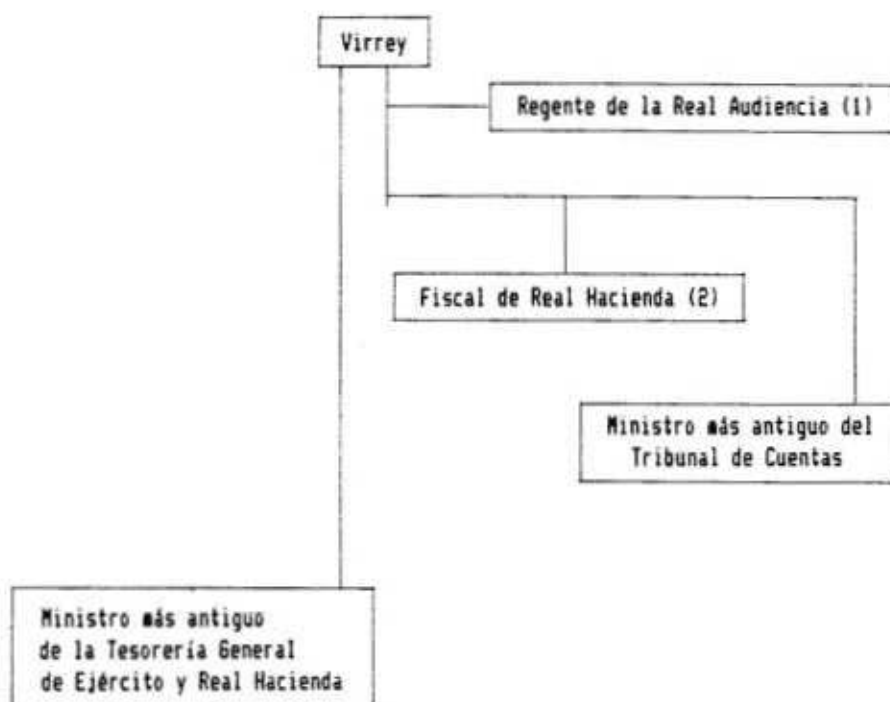 Virrey
Regente de la Real Audiencia (1)
Fiscal de Real Hacienda (2)
Ministro más antiguo del
Tribunal de Cuentas
Ministro más antiguo
de la Tesorería General
de Ejército y Real Hacienda